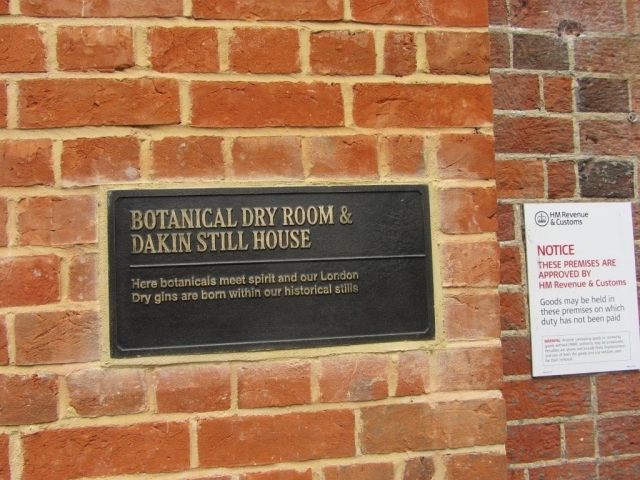 BOTANICAL DRY ROOM &
DAKIN STILL HOUSE
Here botanicals meet spirit and our London
Dry gins are born within our historical stills
HM Revenue
& Customs
NOTICE
THESE PREMISES ARE
APPROVED BY
HM Revenue & Customs
Goods may be held in
these premises on which
duty has not been paid
WARNING: